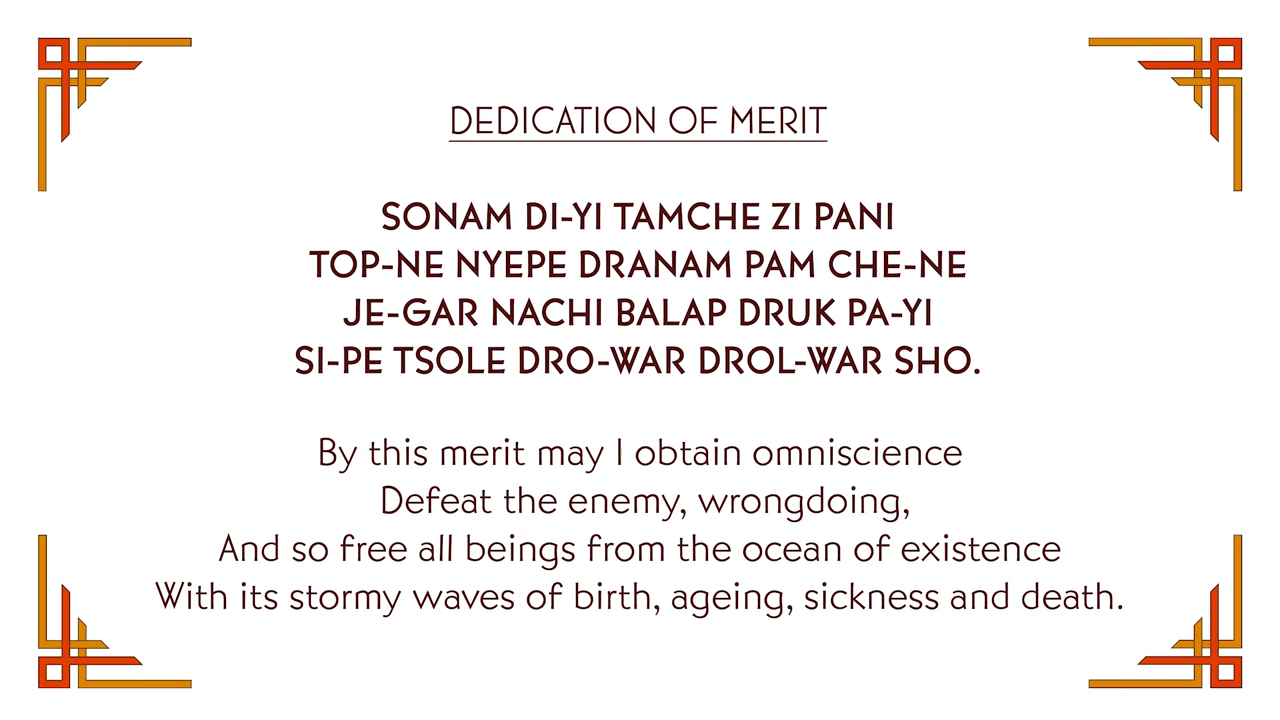 DEDICATION OF MERIT
SONAM DI-YI TAMCHE ZI PANI
TOP-NE NYEPE DRANAM PAM CHE-NE
JE-GAR NACHI BALAP DRUK PA-YI
SI-PE TSOLE DRO-WAR DROL-WAR SHO.
By this merit may I obtain omniscience
Defeat the enemy, wrongdoing,
And so free all beings from the ocean of existence
With its stormy waves of birth, ageing, sickness and death.